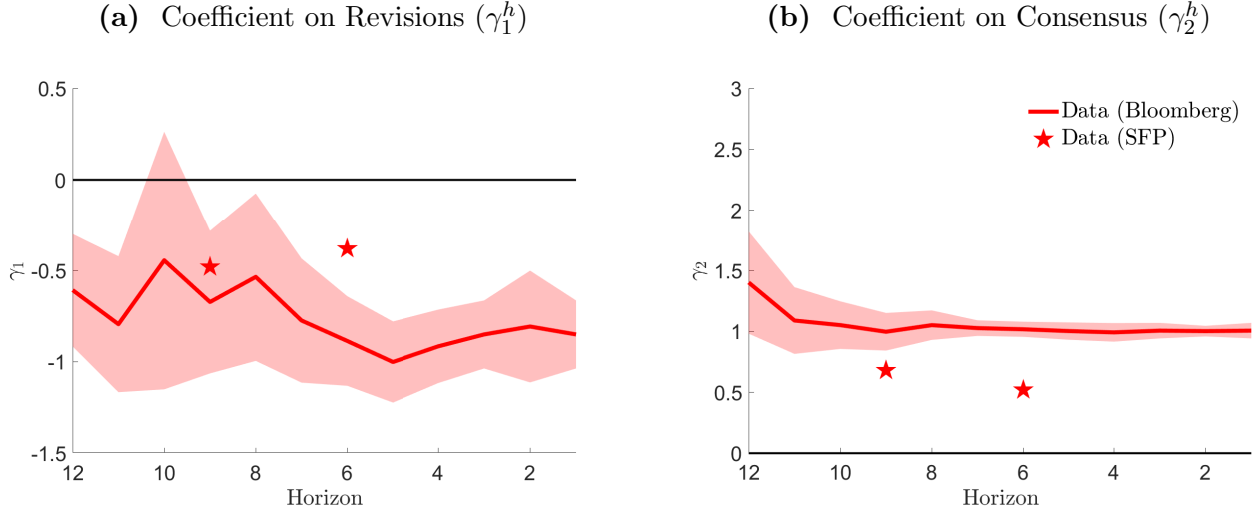 (a) Coefficient on Revisions (γ₁ʰ)
0.5
0
-0.5
-1
-1.5
γ₁
12 10 8 6 4 2
Horizon
(b) Coefficient on Consensus (γ₂ʰ)
3
2.5
2
1.5
1
0.5
0
γ₂
Data (Bloomberg)
Data (SFP)
12 10 8 6 4 2
Horizon